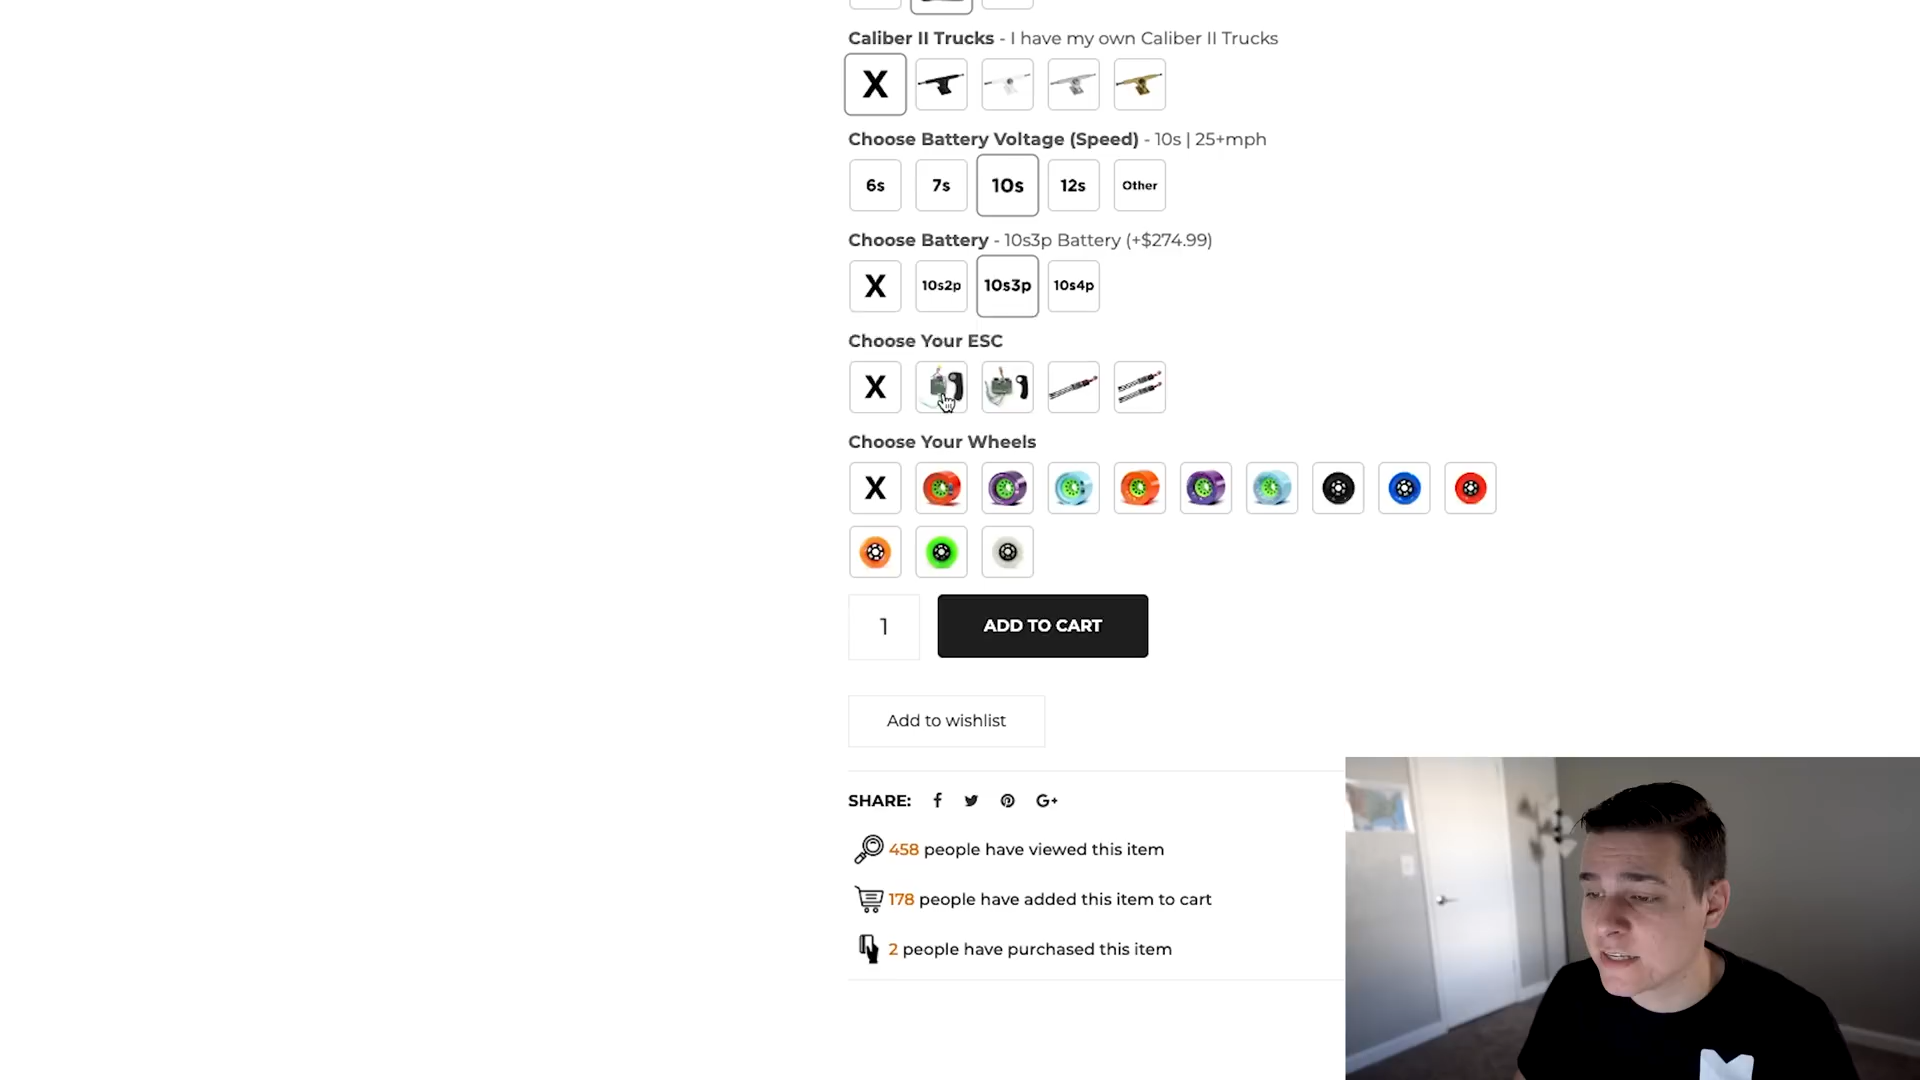 Caliber II Trucks - I have my own Caliber II Trucks
X
Choose Battery Voltage (Speed) - 10s | 25+mph
6s 7s 10s 12s Other
Choose Battery - 10s3p Battery (+$274.99)
X 10s2p 10s3p 10s4p
Choose Your ESC
X
Choose Your Wheels
X
1 ADD TO CART
Add to wishlist
SHARE: f G+
458 people have viewed this item
178 people have added this item to cart
2 people have purchased this item